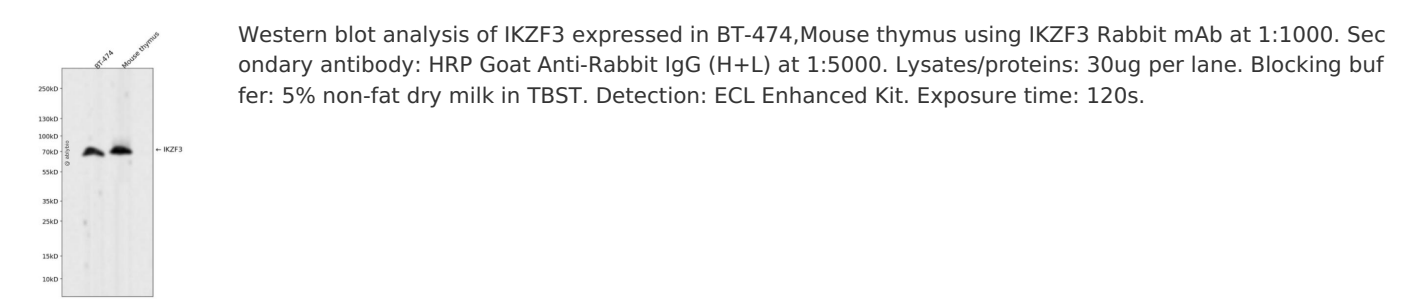 BT-474
Mouse thymus
Western blot analysis of IKZF3 expressed in BT-474,Mouse thymus using IKZF3 Rabbit mAb at 1:1000. Sec
ondary antibody: HRP Goat Anti-Rabbit IgG (H+L) at 1:5000. Lysates/proteins: 30ug per lane. Blocking buf
fer: 5% non-fat dry milk in TBST. Detection: ECL Enhanced Kit. Exposure time: 120s.
250kD
130kD
100kD
70kD
← IKZF3
55kD
35kD
25kD
15kD
10kD